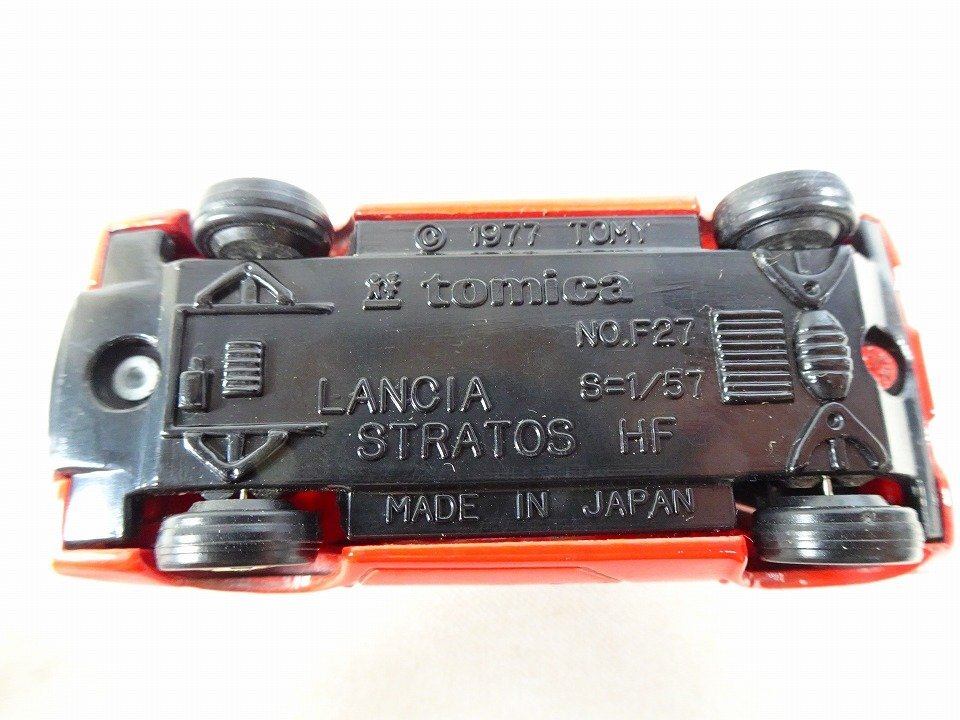 © 1977 TOMY
tomica
NO.F27
S=1/57
LANCIA
STRATOS HF
MADE IN JAPAN